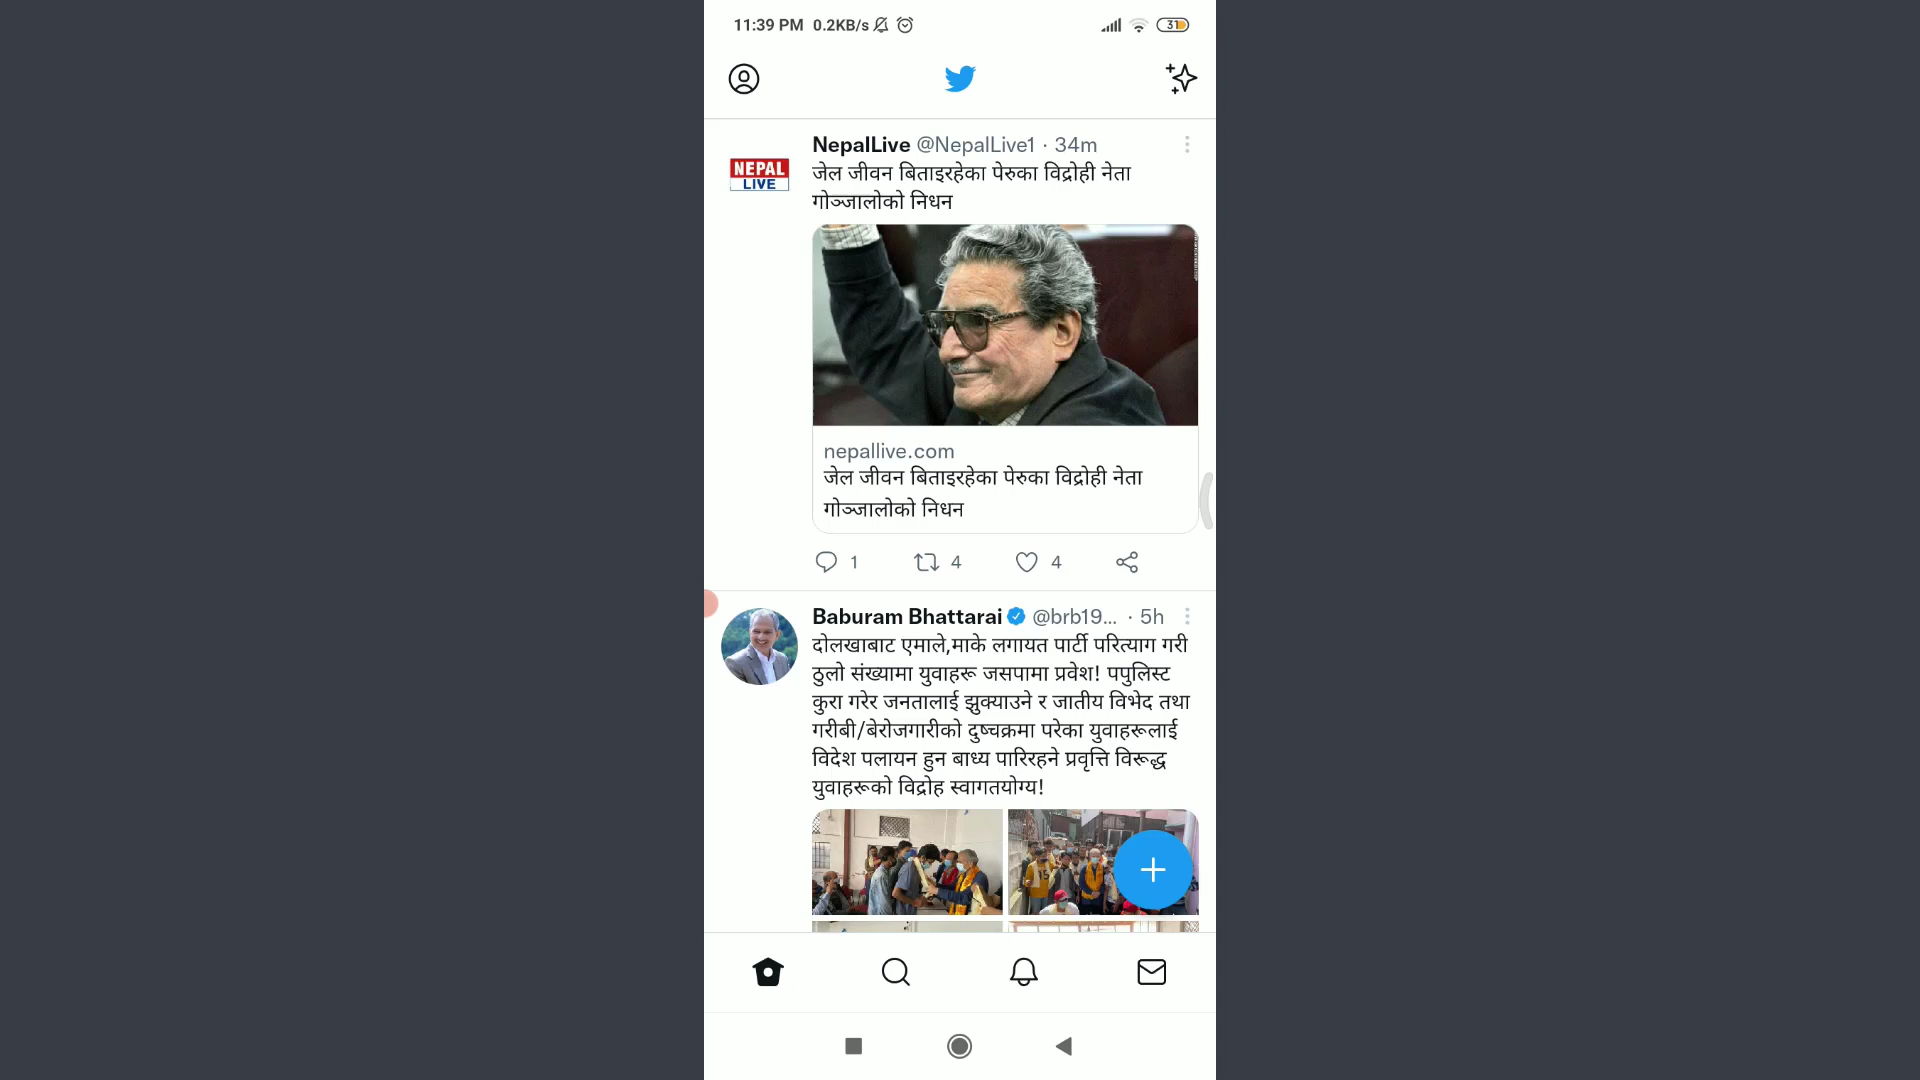 11:39 PM 0.2KB/s
31
NepalLive @NepalLive1 · 34m
NEPAL
LIVE
जेल जीवन बिताइरहेका पेरुका विद्रोही नेता
गोञ्जालोको निधन
nepallive.com
जेल जीवन बिताइरहेका पेरुका विद्रोही नेता
गोञ्जालोको निधन
1 4 4
Baburam Bhattarai @brb19... · 5h
दोलखाबाट एमाले,माके लगायत पार्टी परित्याग गरी
ठुलो संख्यामा युवाहरू जसपामा प्रवेश! पपुलिस्ट
कुरा गरेर जनतालाई झुक्याउने र जातीय विभेद तथा
गरीबी/बेरोजगारीको दुष्चक्रमा परेका युवाहरूलाई
विदेश पलायन हुन बाध्य पारिरहने प्रवृत्ति विरूद्ध
युवाहरूको विद्रोह स्वागतयोग्य!